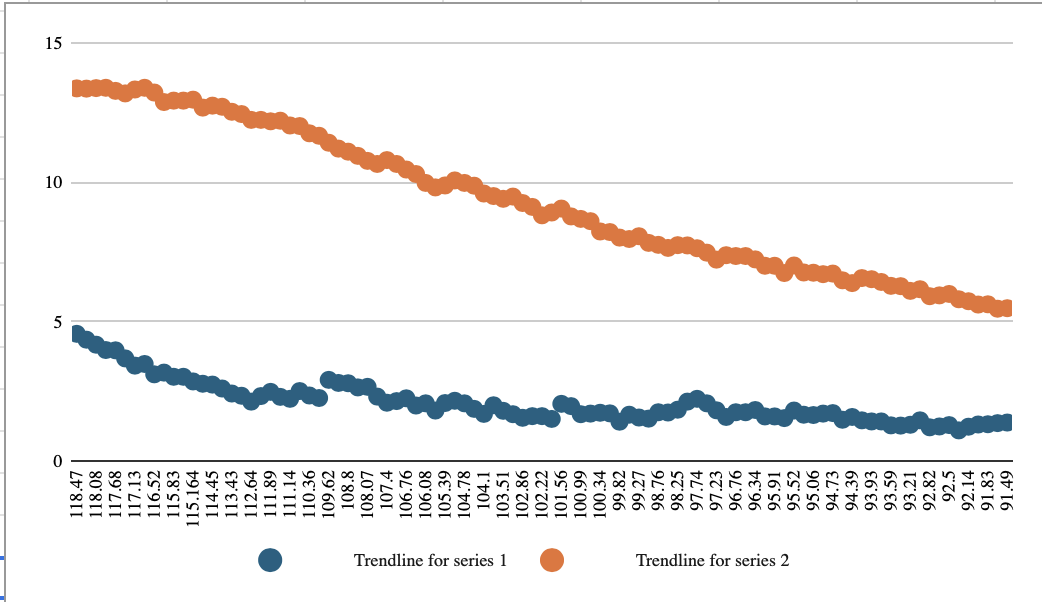 15
10
5
0
118.47 118.08 117.68 117.13 116.52 115.83 115.164 114.45 113.43 112.64 111.89 111.14 110.36 109.62 108.8 108.07 107.4 106.76 106.08 105.39 104.78 104.1 103.51 102.86 102.22 101.56 100.99 100.34 99.82 99.27 98.76 98.25 97.74 97.23 96.76 96.34 95.91 95.52 95.06 94.73 94.39 93.93 93.59 93.21 92.82 92.5 92.14 91.83 91.49
Trendline for series 1 Trendline for series 2